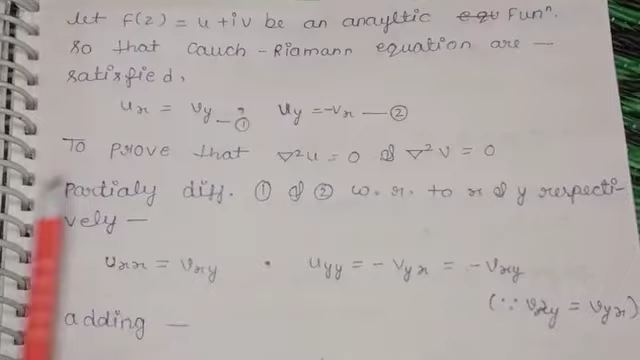 let f(z) = u + iv be an anayltic Funⁿ.
so that Cauch-Riamann equation are —
satisfied,
uₓ = v_y —①, u_y = -vₓ —②
To prove that ∇²u = 0 & ∇²v = 0
Partialy diff. ① & ② w.r. to x & y respecti-
vely —
uₓₓ = vₓy • u_yy = - v_yx = - vₓy
(∵ vₓy = v_yx)
adding —